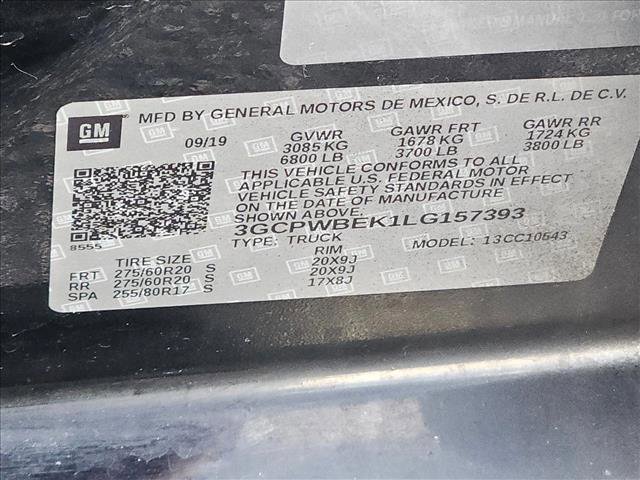 GM
MFD BY GENERAL MOTORS DE MEXICO, S. DE R.L. DE C.V.
09/19 GVWR GAWR FRT GAWR RR
3085 KG 1678 KG 1724 KG
6800 LB 3700 LB 3800 LB
THIS VEHICLE CONFORMS TO ALL
APPLICABLE U.S. FEDERAL MOTOR
VEHICLE SAFETY STANDARDS IN EFFECT
ON THE DATE OF MANUFACTURE
SHOWN ABOVE.
3GCPWBEK1LG157393
8555
TYPE: TRUCK MODEL: 13CC10543
TIRE SIZE RIM
FRT 275/60R20 S 20X9J
RR 275/60R20 S 20X9J
SPA 255/80R17 S 17X8J